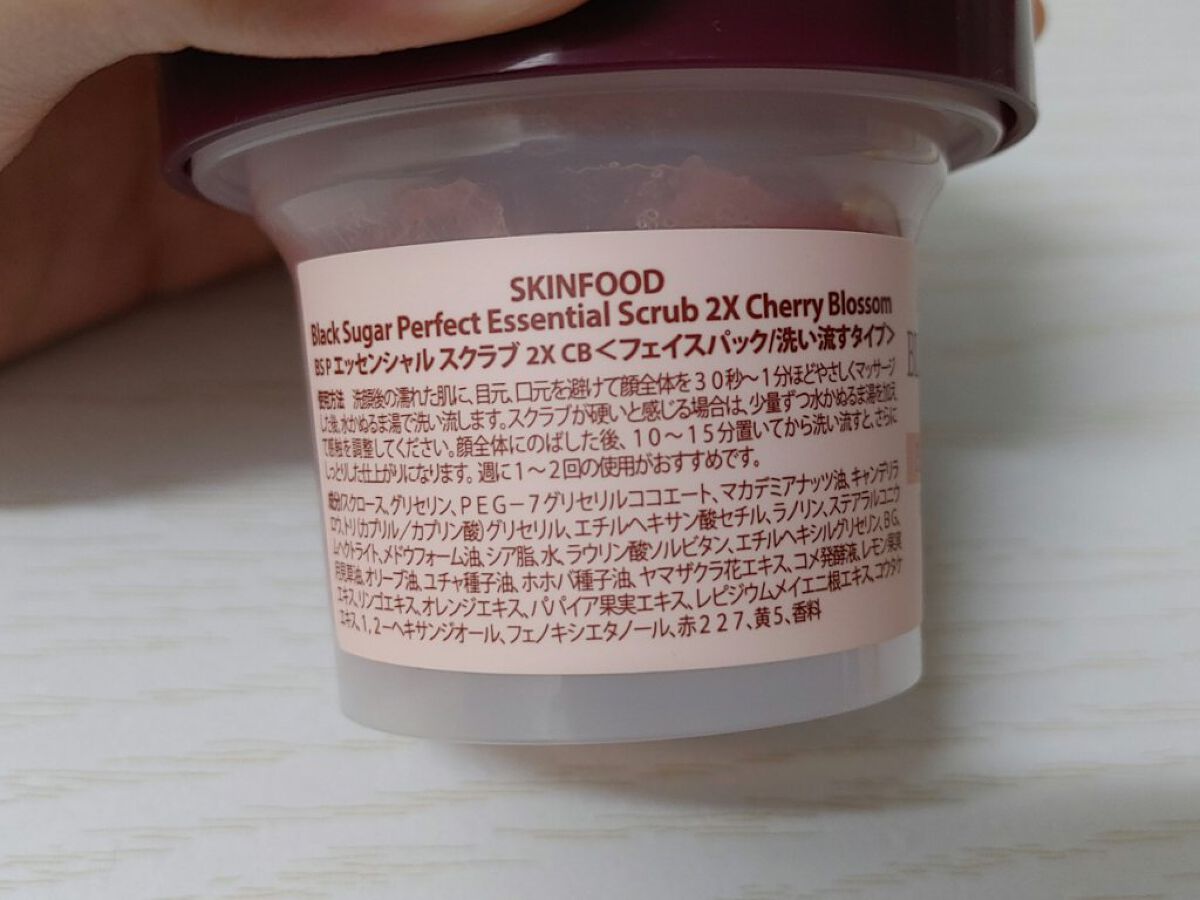 SKINFOOD
Black Sugar Perfect Essential Scrub 2X Cherry Blossom
BS P エッセンシャル スクラブ 2X CB＜フェイスパック/洗い流すタイプ＞
使用方法 洗顔後の濡れた肌に、目元、口元を避けて顔全体を３０秒～１分ほどやさしくマッサージ
した後、水かぬるま湯で洗い流します。スクラブが硬いと感じる場合は、少量ずつ水かぬるま湯を加え
て感触を調整してください。顔全体にのばした後、１０～１５分置いてから洗い流すと、さらに
しっとりした仕上がりになります。週に１～２回の使用がおすすめです。
成分/スクロース、グリセリン、ＰＥＧ－７グリセリルココエート、マカデミアナッツ油、キャンデリラ
ロウ、トリ（カプリル／カプリン酸）グリセリル、エチルヘキサン酸セチル、ラノリン、ステアラルコニウ
ムヘクトライト、メドウフォーム油、シア脂、水、ラウリン酸ソルビタン、エチルヘキシルグリセリン、ＢＧ、
月見草油、オリーブ油、ユチャ種子油、ホホバ種子油、ヤマザクラ花エキス、コメ発酵液、レモン果実
エキス、リンゴエキス、オレンジエキス、パパイア果実エキス、レピジウムメイエニ根エキス、コウタケ
エキス、１，２－ヘキサンジオール、フェノキシエタノール、赤２２７、黄５、香料